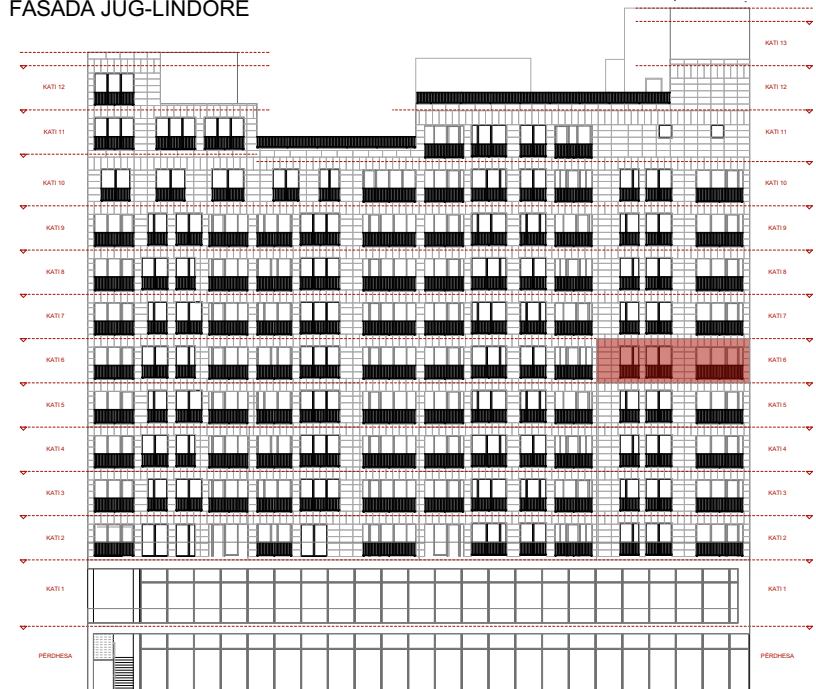 FASADA JUG-LINDORE
KATI 13
KATI 12 KATI 12
KATI 11 KATI 11
KATI 10 KATI 10
KATI 9 KATI 9
KATI 8 KATI 8
KATI 7 KATI 7
KATI 6 KATI 6
KATI 5 KATI 5
KATI 4 KATI 4
KATI 3 KATI 3
KATI 2 KATI 2
KATI 1 KATI 1
PËRDHESA PËRDHESA